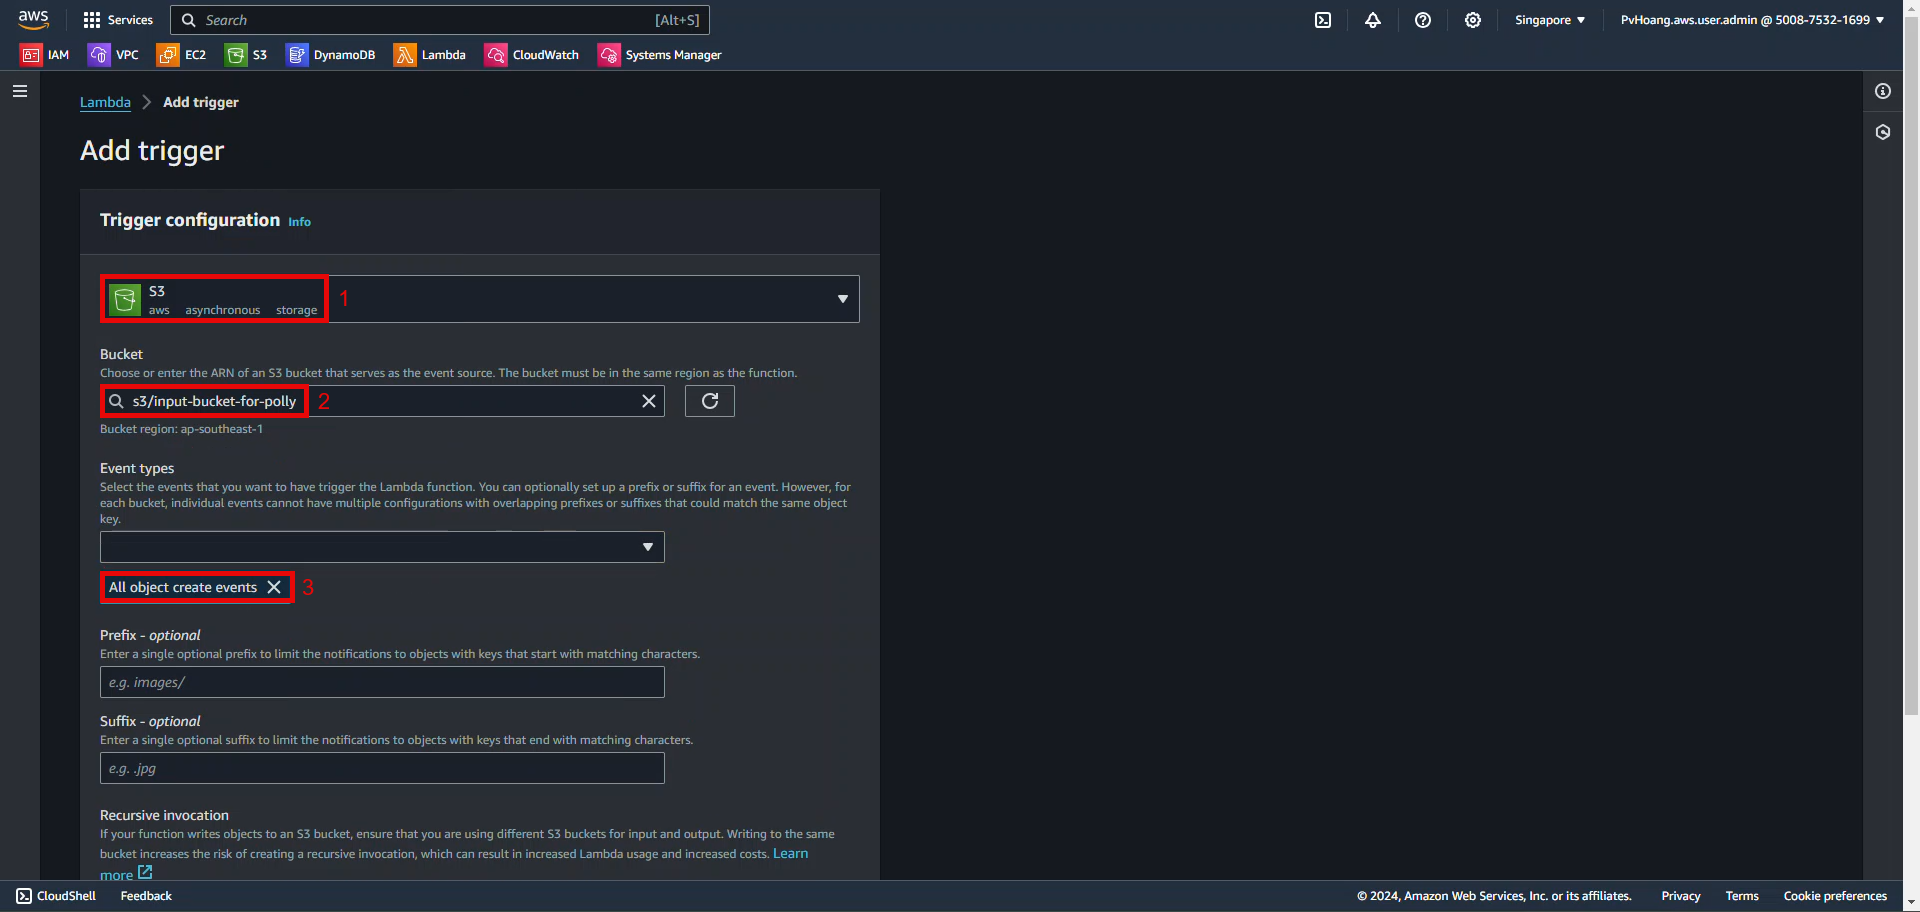 aws
Services
Search
[Alt+S]
Singapore
PvHoang.aws.user.admin @ 5008-7532-1699
IAM
VPC
EC2
S3
DynamoDB
Lambda
CloudWatch
Systems Manager
Lambda
Add trigger
Add trigger
Trigger configuration Info
S3
aws asynchronous storage
1
Bucket
Choose or enter the ARN of an S3 bucket that serves as the event source. The bucket must be in the same region as the function.
s3/input-bucket-for-polly
2
Bucket region: ap-southeast-1
Event types
Select the events that you want to have trigger the Lambda function. You can optionally set up a prefix or suffix for an event. However, for
each bucket, individual events cannot have multiple configurations with overlapping prefixes or suffixes that could match the same object
key.
All object create events
3
Prefix - optional
Enter a single optional prefix to limit the notifications to objects with keys that start with matching characters.
e.g. images/
Suffix - optional
Enter a single optional suffix to limit the notifications to objects with keys that end with matching characters.
e.g. .jpg
Recursive invocation
If your function writes objects to an S3 bucket, ensure that you are using different S3 buckets for input and output. Writing to the same
bucket increases the risk of creating a recursive invocation, which can result in increased Lambda usage and increased costs. Learn
more
CloudShell
Feedback
© 2024, Amazon Web Services, Inc. or its affiliates.
Privacy
Terms
Cookie preferences